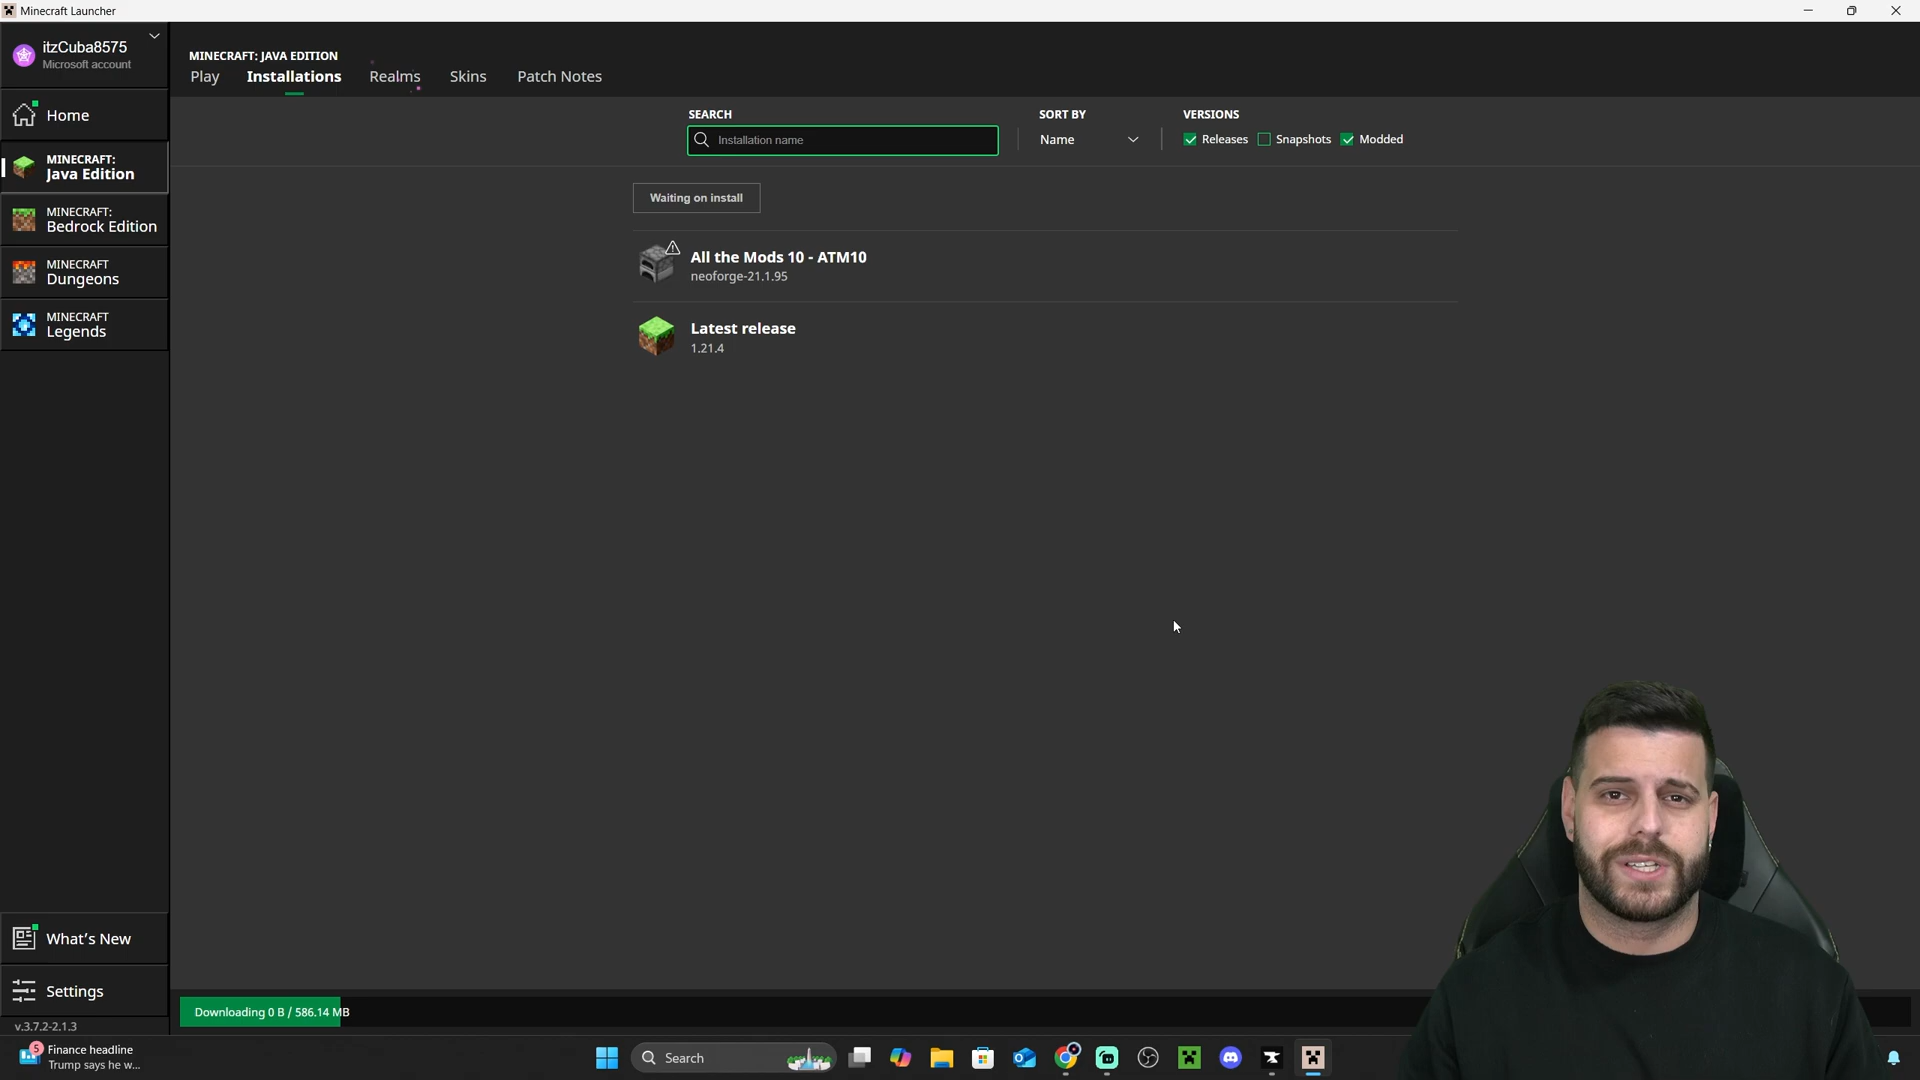 Minecraft Launcher
itzCuba8575
Microsoft account
MINECRAFT: JAVA EDITION
Play Installations Realms Skins Patch Notes
Home
MINECRAFT:
Java Edition
MINECRAFT:
Bedrock Edition
MINECRAFT
Dungeons
MINECRAFT
Legends
SEARCH
Installation name
SORT BY
Name
VERSIONS
Releases Snapshots Modded
Waiting on install
All the Mods 10 - ATM10
neoforge-21.1.95
Latest release
1.21.4
What's New
Settings
v.3.7.2-2.1.3
Downloading 0 B / 586.14 MB
5
Finance headline
Trump says he w...
Search